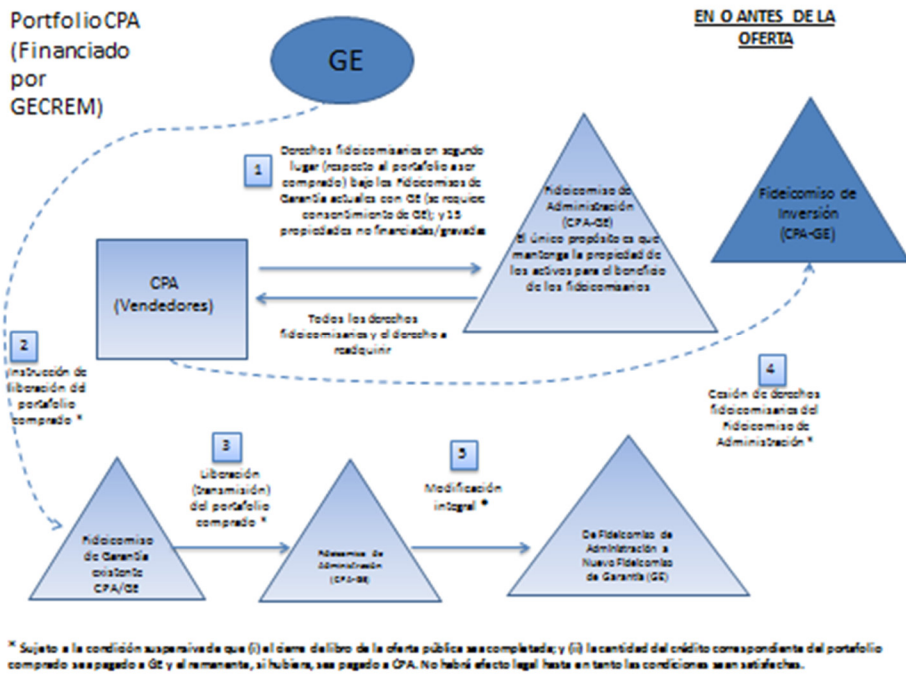 Portfolio CPA
(Financiado
por
GECREM)
EN O ANTES DE LA
OFERTA
GE
1
Derechos fideicomisarios en segundo
lugar (respecto al portafolio a ser
comprado) bajo los Fideicomisos de
Garantía actuales con GE (se requiere
consentimiento de GE); y 15
propiedades no financiadas/gravadas
Fideicomiso de
Administración
(CPA-GE)
El único propósito es que
mantenga la propiedad de
los activos para el beneficio
de los fideicomisarios
Fideicomiso de
Inversión
(CPA-GE)
CPA
(Vendedores)
Todos los derechos
fideicomisarios y el derecho a
readquirir
2
Instrucción de
liberación del
portafolio
comprado *
4
Cesión de derechos
fideicomisarios del
Fideicomiso de
Administración *
3
Liberación
(transmisión)
del portafolio
comprado *
5
Modificación
integral *
Fideicomiso
de Garantía
existente
CPA/GE
Fideicomiso de
Administración
(CPA-GE)
De Fideicomiso de
Administración a
Nuevo Fideicomiso
de Garantía (GE)
* Sujeto a la condición suspensiva de que (i) el cierre de libro de la oferta pública sea completada; y (ii) la cantidad del crédito correspondiente del portafolio
comprado sea pagado a GE y el remanente, si hubiera, sea pagado a CPA. No habrá efecto legal hasta en tanto las condiciones sean satisfechas.